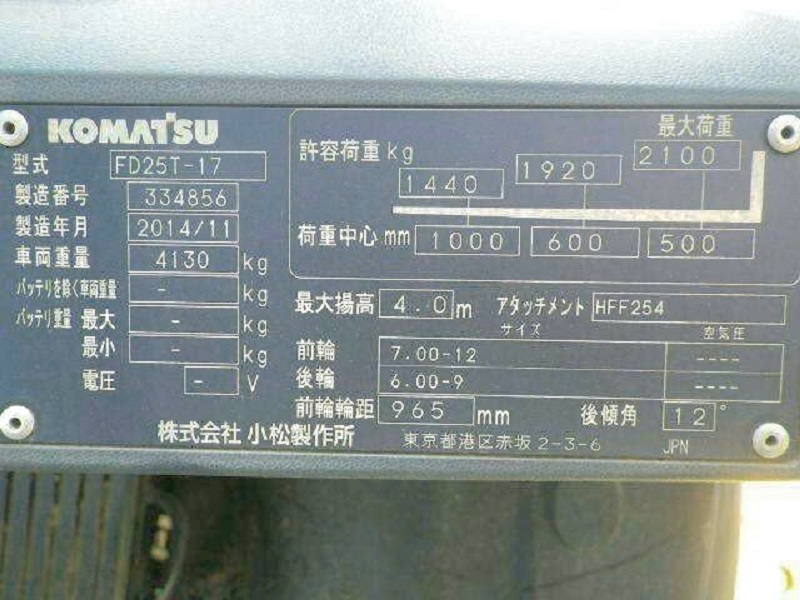 KOMATSU
型式 FD25T-17
製造番号 334856
製造年月 2014/11
車両重量 4130 kg
バッテリを除く車両重量 - kg
バッテリ重量 最大 - kg
最小 - kg
電圧 - V
最大荷重
許容荷重 kg 1440 1920 2100
荷重中心 mm 1000 600 500
最大揚高 4.0 m アタッチメント HFF254
サイズ 空気圧
前輪 7.00-12 ----
後輪 6.00-9 ----
前輪輪距 965 mm 後傾角 12°
株式会社 小松製作所 東京都港区赤坂2-3-6 JPN